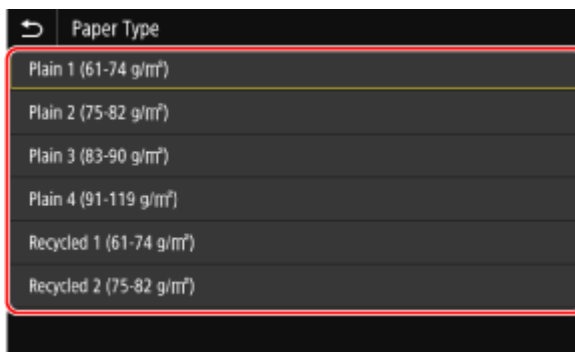 Paper Type
Plain 1 (61-74 g/m²)
Plain 2 (75-82 g/m²)
Plain 3 (83-90 g/m²)
Plain 4 (91-119 g/m²)
Recycled 1 (61-74 g/m²)
Recycled 2 (75-82 g/m²)